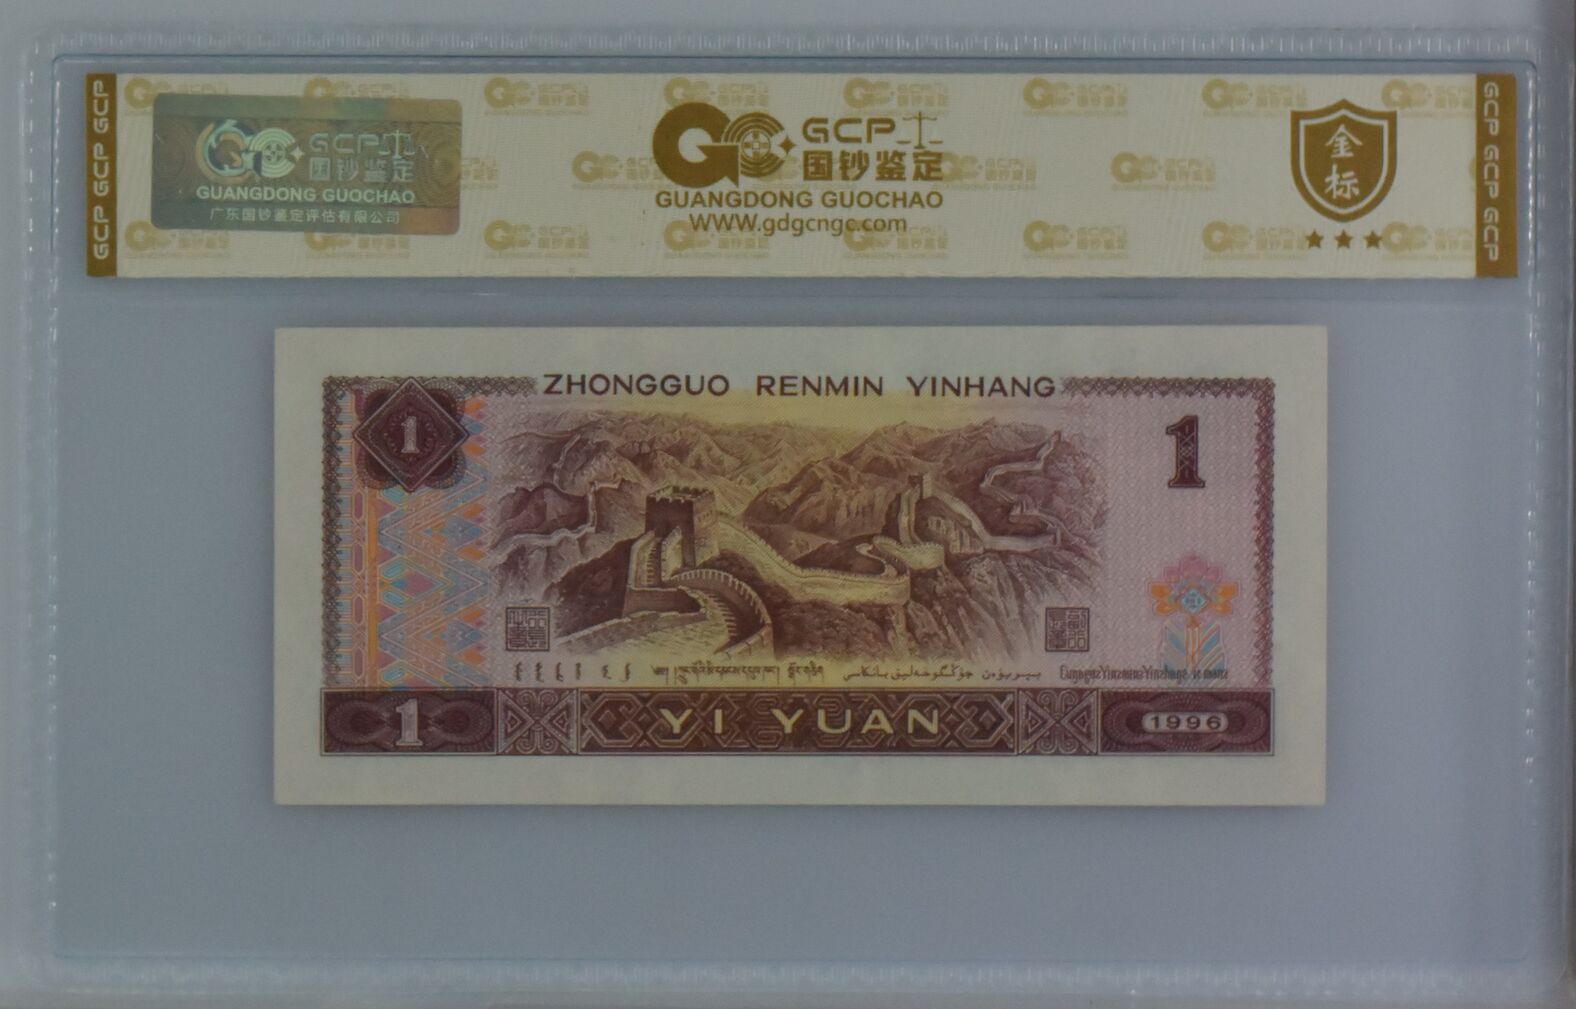 GCP GCP GCP
GCP
国钞鉴定
GUANGDONG GUOCHAO
广东国钞鉴定评估有限公司
GCP
国钞鉴定
GUANGDONG GUOCHAO
WWW.gdgcngc.com
金标
GCP GCP GCP
ZHONGGUO RENMIN YINHANG
1
1
1
YI YUAN
1996